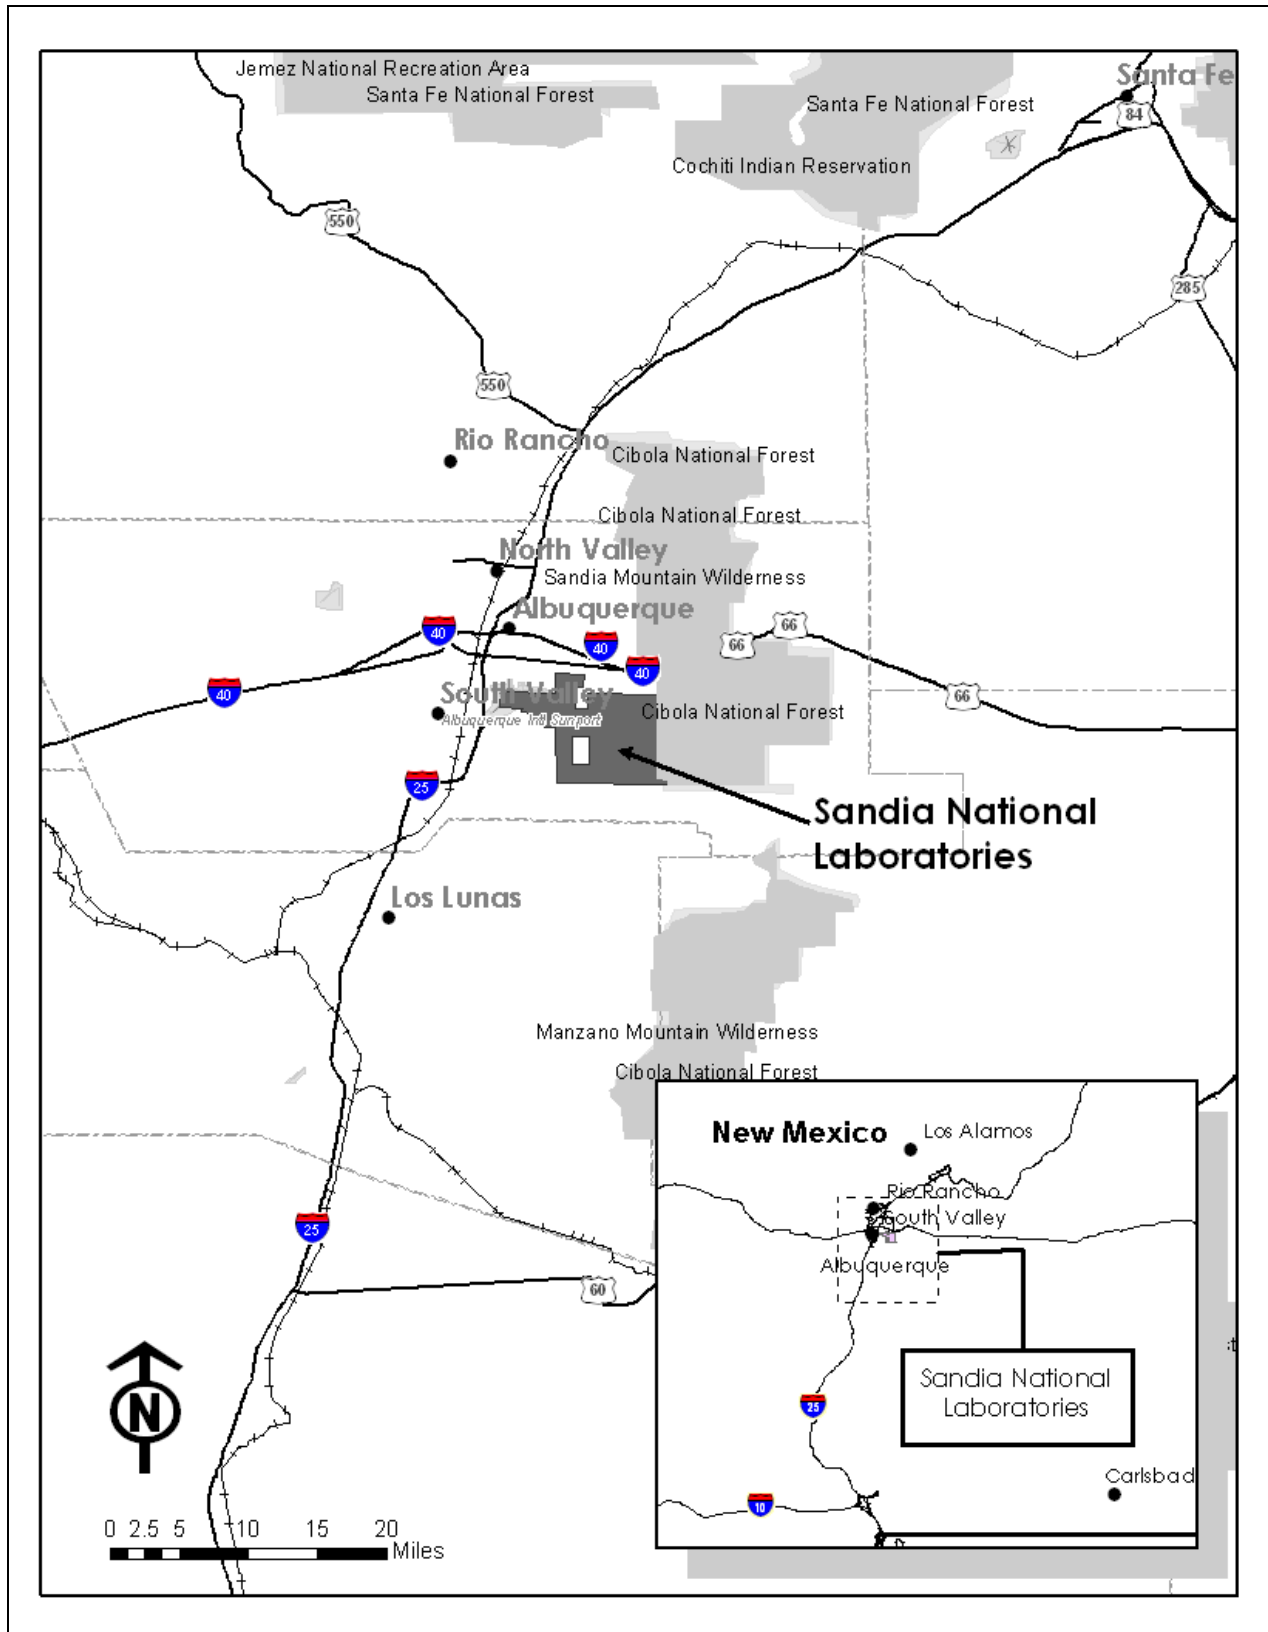 Jemez National Recreation Area
Santa Fe National Forest
Santa Fe National Forest
Santa Fe
84
Cochiti Indian Reservation
550
285
550
Rio Rancho
Cibola National Forest
Cibola National Forest
North Valley
Sandia Mountain Wilderness
Albuquerque
40
40
66
66
40
40
South Valley
Albuquerque Intl Sunport
Cibola National Forest
66
25
Sandia National
Laboratories
Los Lunas
Manzano Mountain Wilderness
Cibola National Forest
New Mexico
Los Alamos
Rio Rancho
South Valley
Albuquerque
25
60
Sandia National
Laboratories
25
Carlsbad
10
N
0 2.5 5 10 15 20
Miles